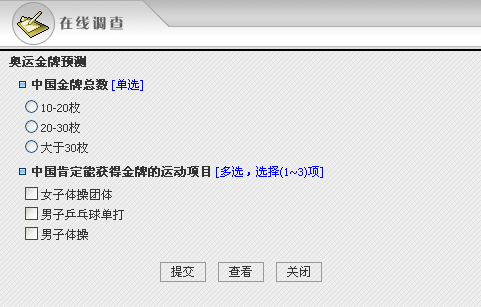 在线调查
奥运金牌预测
中国金牌总数 [单选]
10-20枚
20-30枚
大于30枚
中国肯定能获得金牌的运动项目 [多选，选择(1~3)项]
女子体操团体
男子乒乓球单打
男子体操
提交 查看 关闭